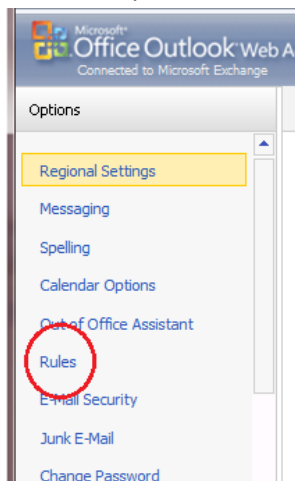 Microsoft®
Office Outlook Web A
Connected to Microsoft Exchange
Options
Regional Settings
Messaging
Spelling
Calendar Options
Out of Office Assistant
Rules
E-Mail Security
Junk E-Mail
Change Password